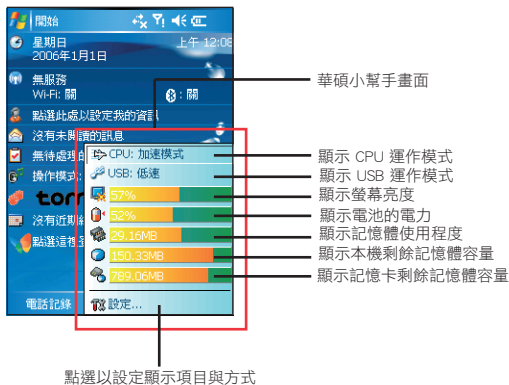 開始
星期日
上午 12:08
2006年1月1日
無服務
Wi-Fi: 關
: 關
點選此處以設定我的資訊
沒有未閱讀的訊息
無待處理的
操作模式:
沒有近期
點選這裡
電話記錄
CPU: 加速模式
USB: 低速
57%
52%
29.16MB
150.33MB
789.06MB
設定...
華碩小幫手畫面
顯示 CPU 運作模式
顯示 USB 運作模式
顯示螢幕亮度
顯示電池的電力
顯示記憶體使用程度
顯示本機剩餘記憶體容量
顯示記憶卡剩餘記憶體容量
點選以設定顯示項目與方式